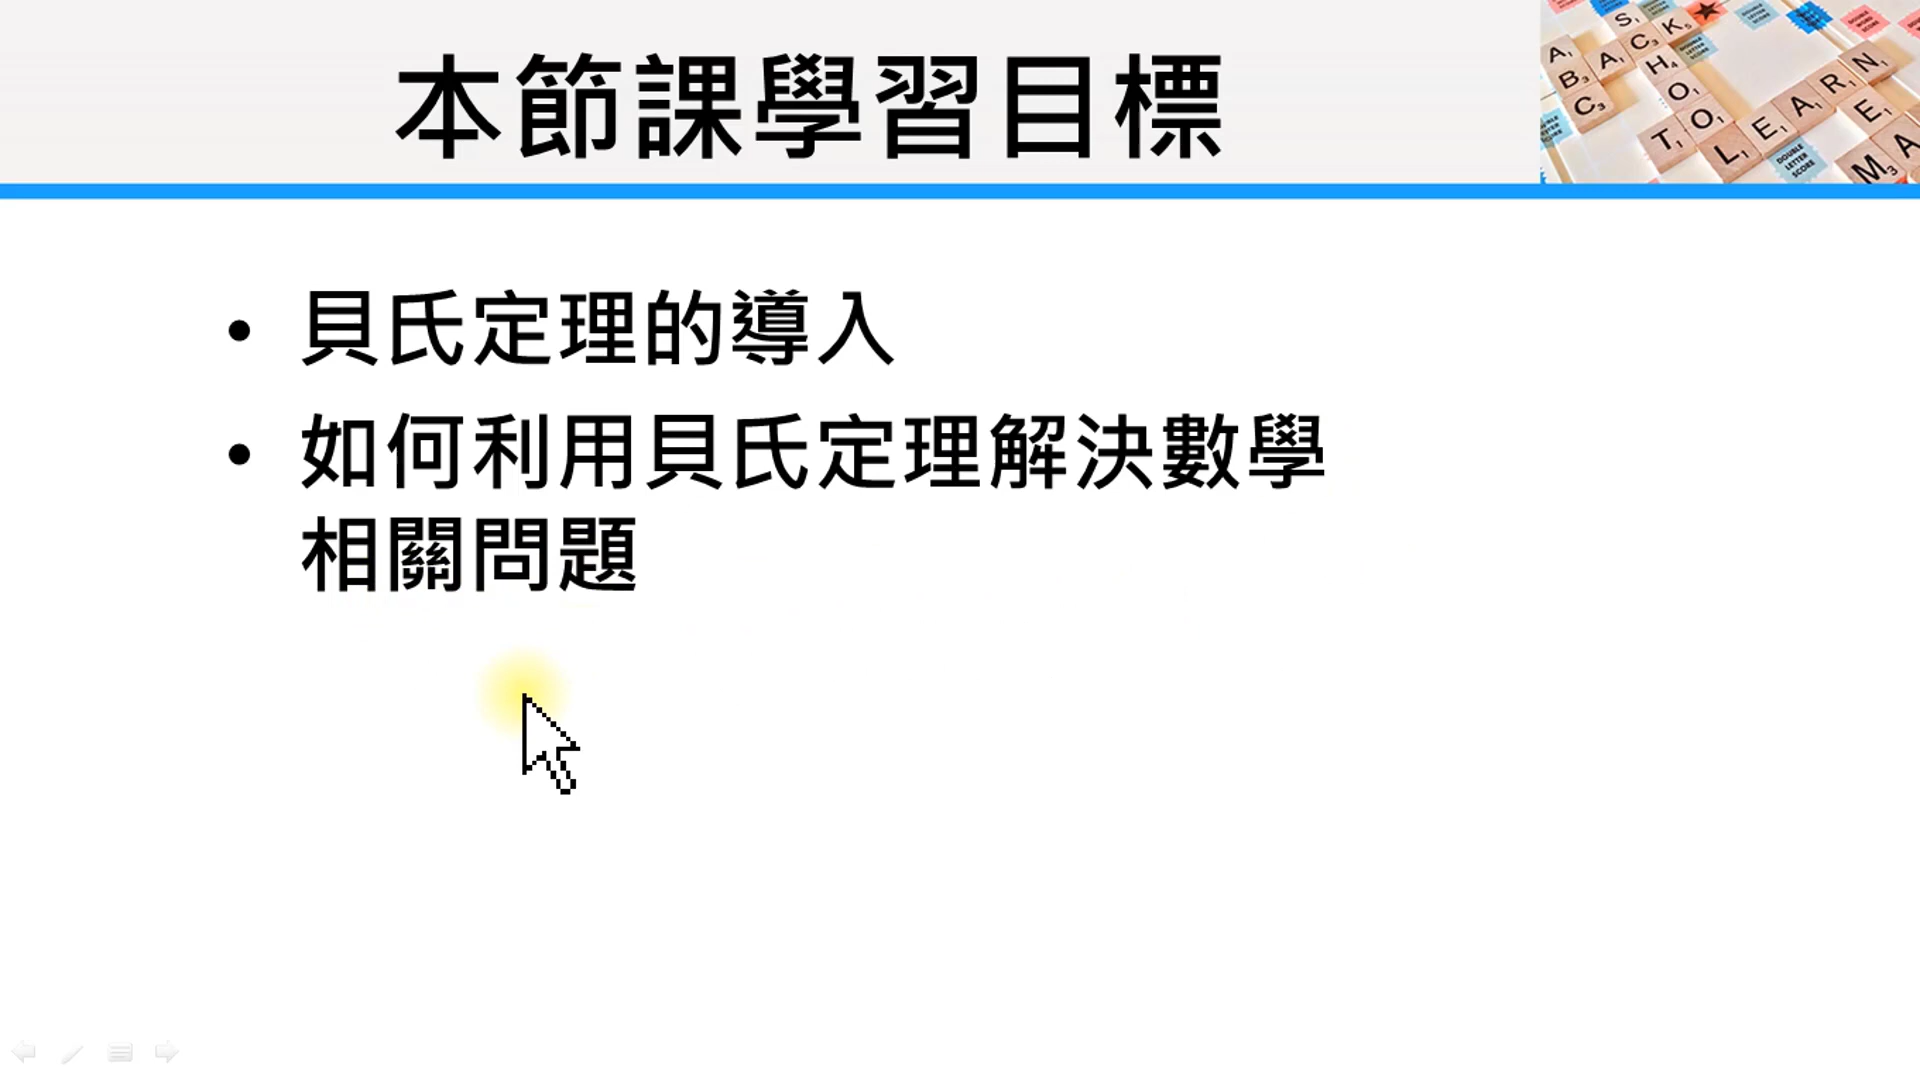 本節課學習目標
• 貝氏定理的導入
• 如何利用貝氏定理解決數學
相關問題